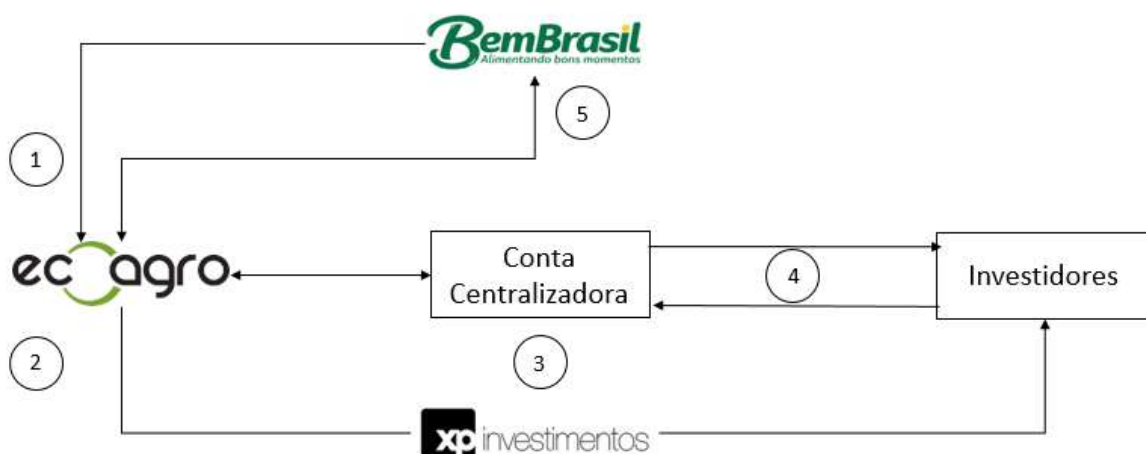 BemBrasil
Alimentando bons momentos
5
1
ecoagro
Conta
Centralizadora
4
Investidores
2
3
xp investimentos